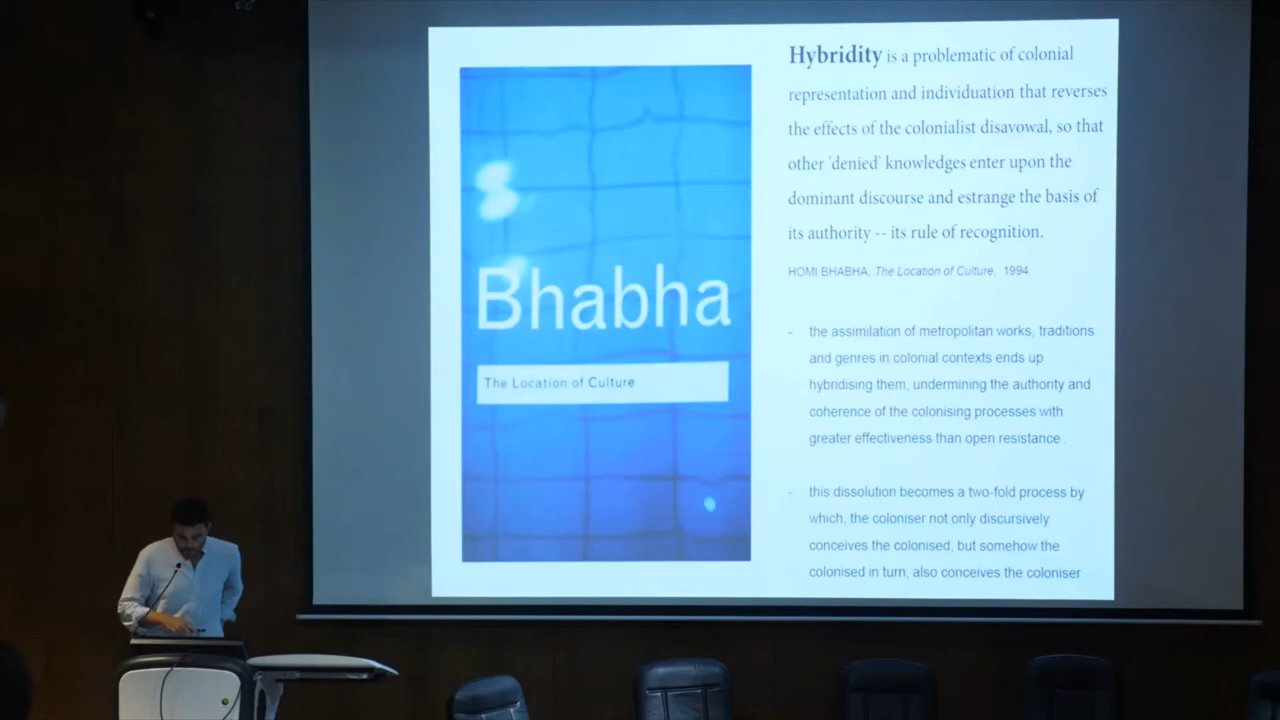 Bhabha
The Location of Culture
Hybridity is a problematic of colonial
representation and individuation that reverses
the effects of the colonialist disavowal, so that
other 'denied' knowledges enter upon the
dominant discourse and estrange the basis of
its authority -- its rule of recognition.
HOMI BHABHA, The Location of Culture, 1994
- the assimilation of metropolitan works, traditions
and genres in colonial contexts ends up
hybridising them, undermining the authority and
coherence of the colonising processes with
greater effectiveness than open resistance .
- this dissolution becomes a two-fold process by
which, the coloniser not only discursively
conceives the colonised, but somehow the
colonised in turn, also conceives the coloniser